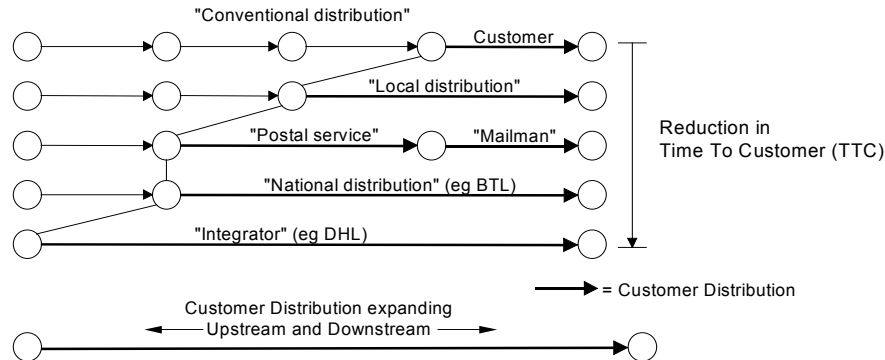 "Conventional distribution"
Customer
"Local distribution"
"Postal service"
"Mailman"
"National distribution" (eg BTL)
"Integrator" (eg DHL)
Reduction in
Time To Customer (TTC)
= Customer Distribution
Customer Distribution expanding
Upstream and Downstream